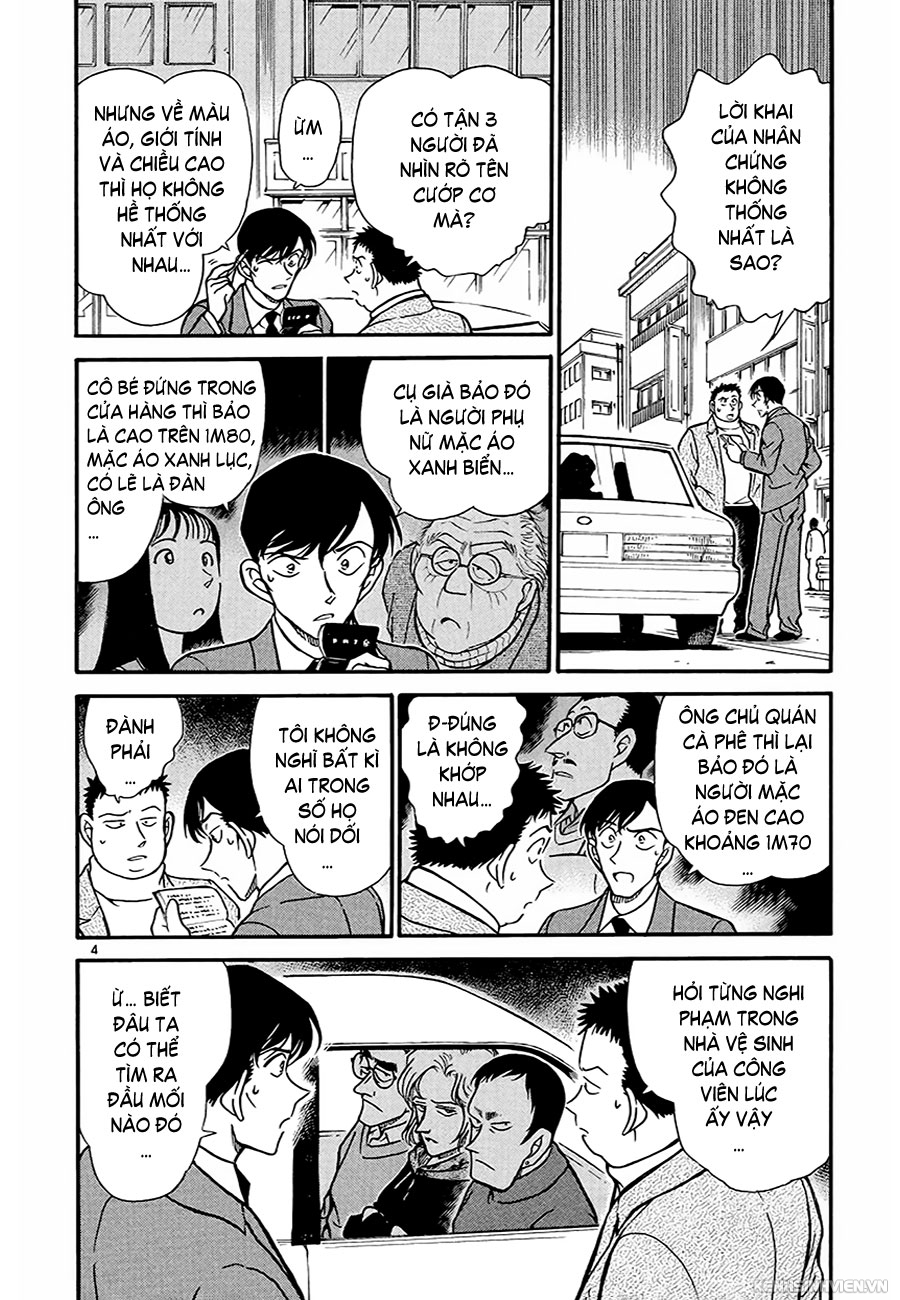 LỜI KHAI
CỦA NHÂN
CHỨNG
KHÔNG
THỐNG
NHẤT LÀ
SAO?
CÓ TẬN 3
NGƯỜI ĐÃ
NHÌN RÕ TÊN
CƯỚP CƠ
MÀ?
ỪM
...
NHƯNG VỀ MÀU
ÁO, GIỚI TÍNH
VÀ CHIỀU CAO
THÌ HỌ KHÔNG
HỀ THỐNG
NHẤT VỚI
NHAU...
CỤ GIÀ BẢO ĐÓ
LÀ NGƯỜI PHỤ
NỮ MẶC ÁO
XANH BIỂN...
CÔ BÉ ĐỨNG TRONG
CỬA HÀNG THÌ BẢO
LÀ CAO TRÊN 1M80,
MẶC ÁO XANH LỤC,
CÓ LẼ LÀ ĐÀN
ÔNG
...
ÔNG CHỦ QUÁN
CÀ PHÊ THÌ LẠI
BẢO ĐÓ LÀ
NGƯỜI MẶC
ÁO ĐEN CAO
KHOẢNG 1M70
...
Đ-ĐÚNG
LÀ KHÔNG
KHỚP
NHAU...
TÔI KHÔNG
NGHĨ BẤT KÌ
AI TRONG
SỐ HỌ
NÓI DỐI
...
ĐÀNH
PHẢI
...
4
HỎI TỪNG NGHI
PHẠM TRONG
NHÀ VỆ SINH
CỦA CÔNG
VIÊN LÚC
ẤY VẬY
...
Ừ... BIẾT
ĐÂU TA
CÓ THỂ
TÌM RA
ĐẦU MỐI
NÀO ĐÓ
...
KENHSINHVIEN.VN